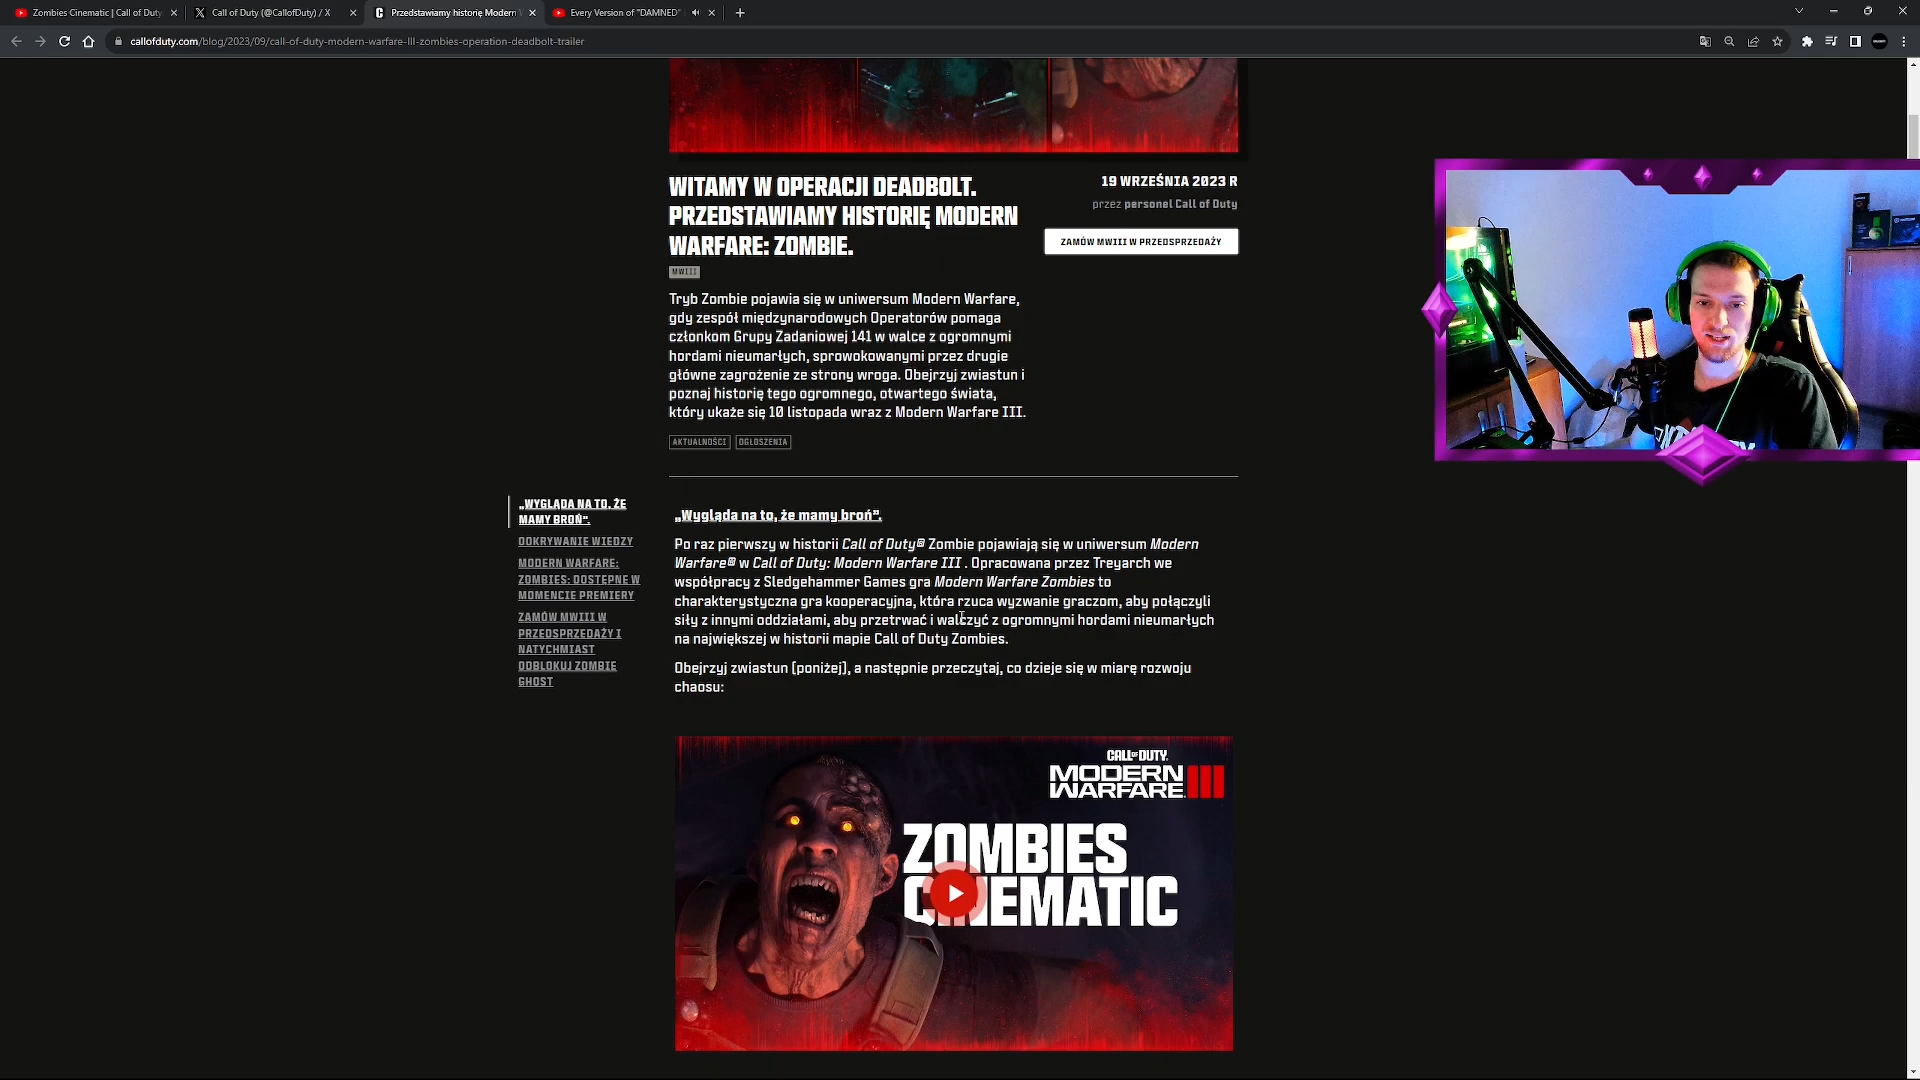 Zombies Cinematic | Call of Duty
Call of Duty (@CallofDuty) / X
Przedstawiamy historię Modern
Every Version of "DAMNED"
callofduty.com/blog/2023/09/call-of-duty-modern-warfare-III-zombies-operation-deadbolt-trailer
WITAMY W OPERACJI DEADBOLT.
PRZEDSTAWIAMY HISTORIĘ MODERN
WARFARE: ZOMBIE.
19 WRZEŚNIA 2023 R
przez personel Call of Duty
ZAMÓW MWIII W PRZEDSPRZEDAŻY
MWIII
Tryb Zombie pojawia się w uniwersum Modern Warfare,
gdy zespół międzynarodowych Operatorów pomaga
członkom Grupy Zadaniowej 141 w walce z ogromnymi
hordami nieumarłych, sprowokowanymi przez drugie
główne zagrożenie ze strony wroga. Obejrzyj zwiastun i
poznaj historię tego ogromnego, otwartego świata,
który ukaże się 10 listopada wraz z Modern Warfare III.
AKTUALNOŚCI
OGŁOSZENIA
„WYGLĄDA NA TO, ŻE
MAMY BROŃ”.
ODKRYWANIE WIEDZY
MODERN WARFARE:
ZOMBIES: DOSTĘPNE W
MOMENCIE PREMIERY
ZAMÓW MWIII W
PRZEDSPRZEDAŻY I
NATYCHMIAST
ODBLOKUJ ZOMBIE
GHOST
„Wygląda na to, że mamy broń”.
Po raz pierwszy w historii Call of Duty® Zombie pojawiają się w uniwersum Modern
Warfare® w Call of Duty: Modern Warfare III . Opracowana przez Treyarch we
współpracy z Sledgehammer Games gra Modern Warfare Zombies to
charakterystyczna gra kooperacyjna, która rzuca wyzwanie graczom, aby połączyli
siły z innymi oddziałami, aby przetrwać i walczyć z ogromnymi hordami nieumarłych
na największej w historii mapie Call of Duty Zombies.
Obejrzyj zwiastun (poniżej), a następnie przeczytaj, co dzieje się w miarę rozwoju
chaosu:
CALL OF DUTY.
MODERN
WARFARE III
ZOMBIES
CINEMATIC